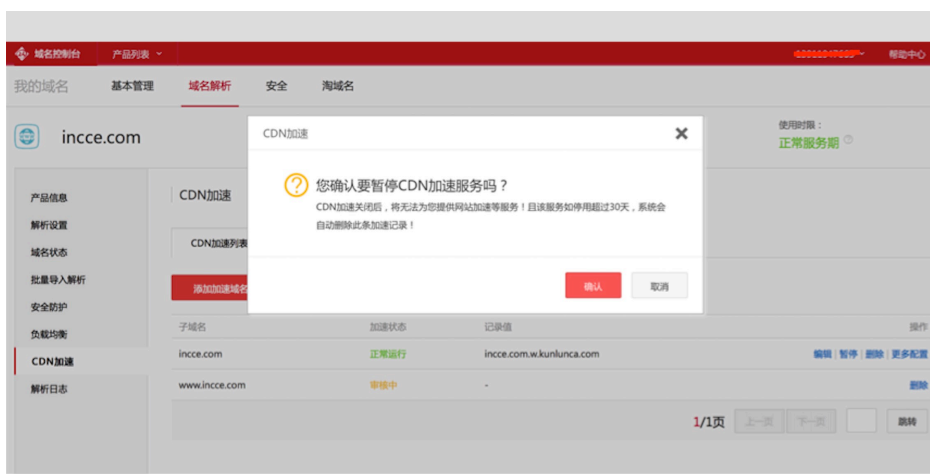 域名控制台 产品列表 帮助中心
我的域名 基本管理 域名解析 安全 淘域名
incce.com
使用时限：
正常服务期
CDN加速
您确认要暂停CDN加速服务吗？
CDN加速关闭后，将无法为您提供网站加速等服务！且该服务如停用超过30天，系统会
自动删除此条加速记录！
确认 取消
产品信息
解析设置
域名状态
批量导入解析
安全防护
负载均衡
CDN加速
解析日志
CDN加速
CDN加速列表
添加加速域名
子域名 加速状态 记录值 操作
incce.com 正常运行 incce.com.w.kunlunca.com 编辑 | 暂停 | 删除 | 更多配置
www.incce.com 审核中 - 删除
1/1页 上一页 下一页 跳转